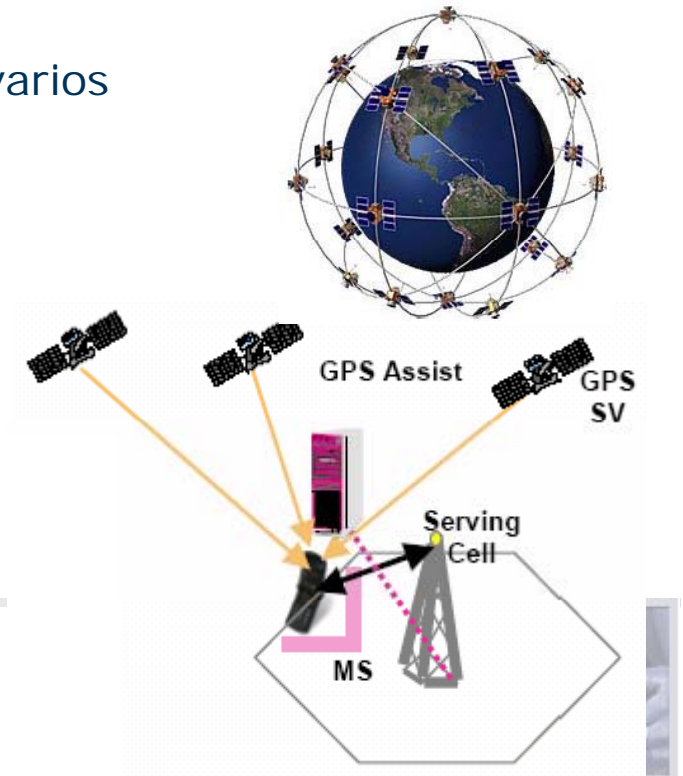 varios
GPS Assist
GPS
SV
Serving
Cell
MS